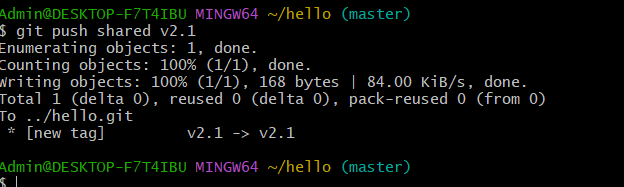 Admin@DESKTOP-F7T4IBU MINGW64 ~/hello (master)
$ git push shared v2.1
Enumerating objects: 1, done.
Counting objects: 100% (1/1), done.
Writing objects: 100% (1/1), 168 bytes | 84.00 KiB/s, done.
Total 1 (delta 0), reused 0 (delta 0), pack-reused 0 (from 0)
To ../hello.git
 * [new tag]         v2.1 -> v2.1
Admin@DESKTOP-F7T4IBU MINGW64 ~/hello (master)
$